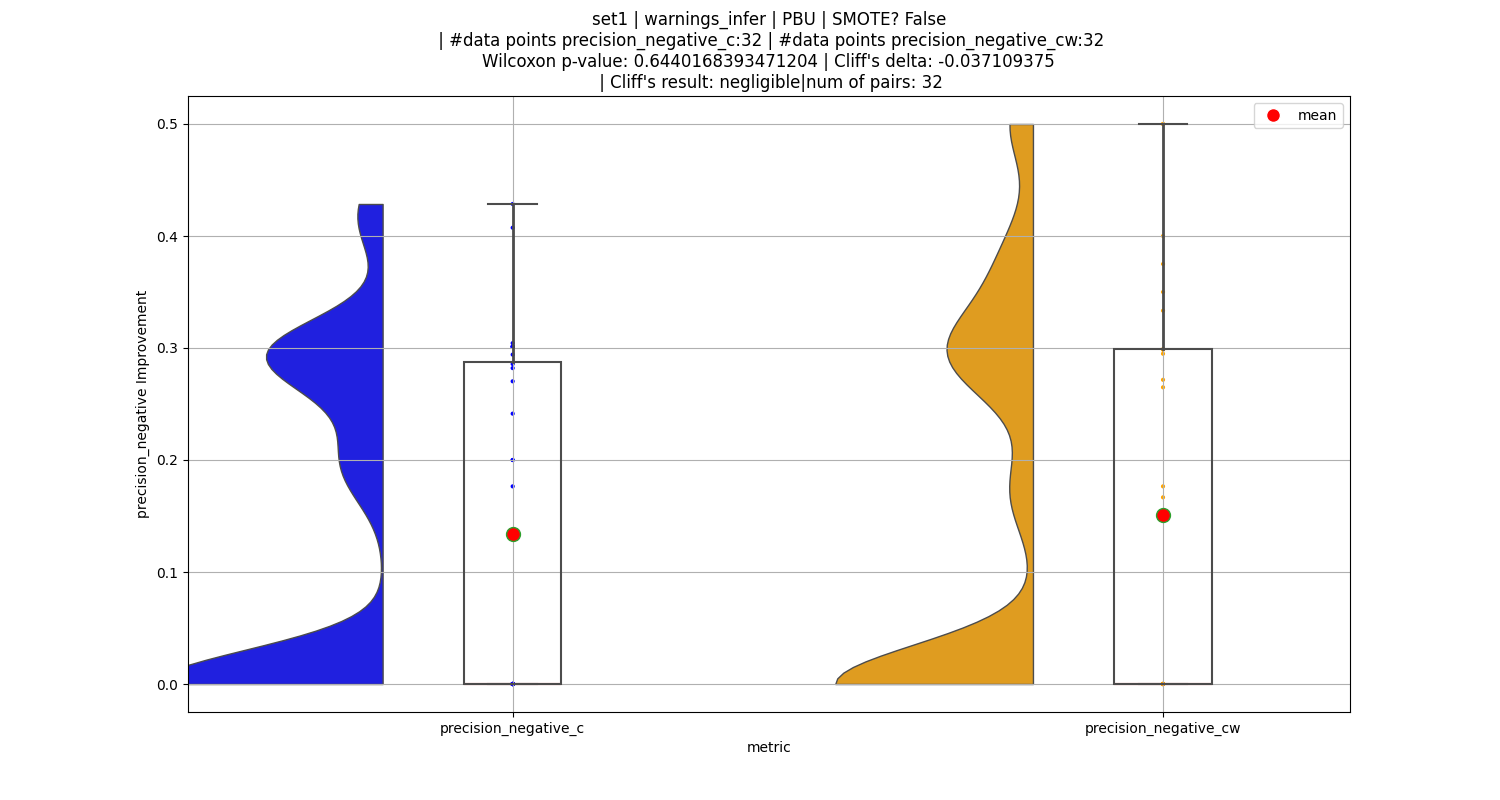 set1 | warnings_infer | PBU | SMOTE? False
| #data points precision_negative_c:32 | #data points precision_negative_cw:32
Wilcoxon p-value: 0.6440168393471204 | Cliff's delta: -0.037109375
| Cliff's result: negligible|num of pairs: 32
mean
0.5
0.4
0.3
0.2
0.1
0.0
precision_negative Improvement
precision_negative_c
precision_negative_cw
metric